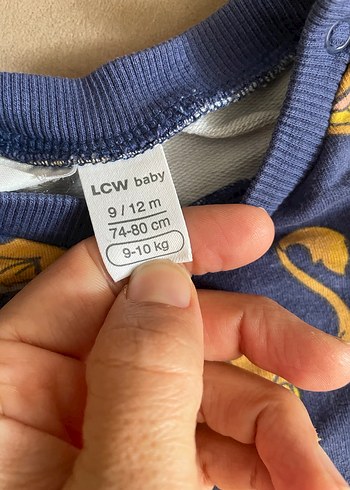 LCW baby
9 / 12 m
74-80 cm
9-10 kg